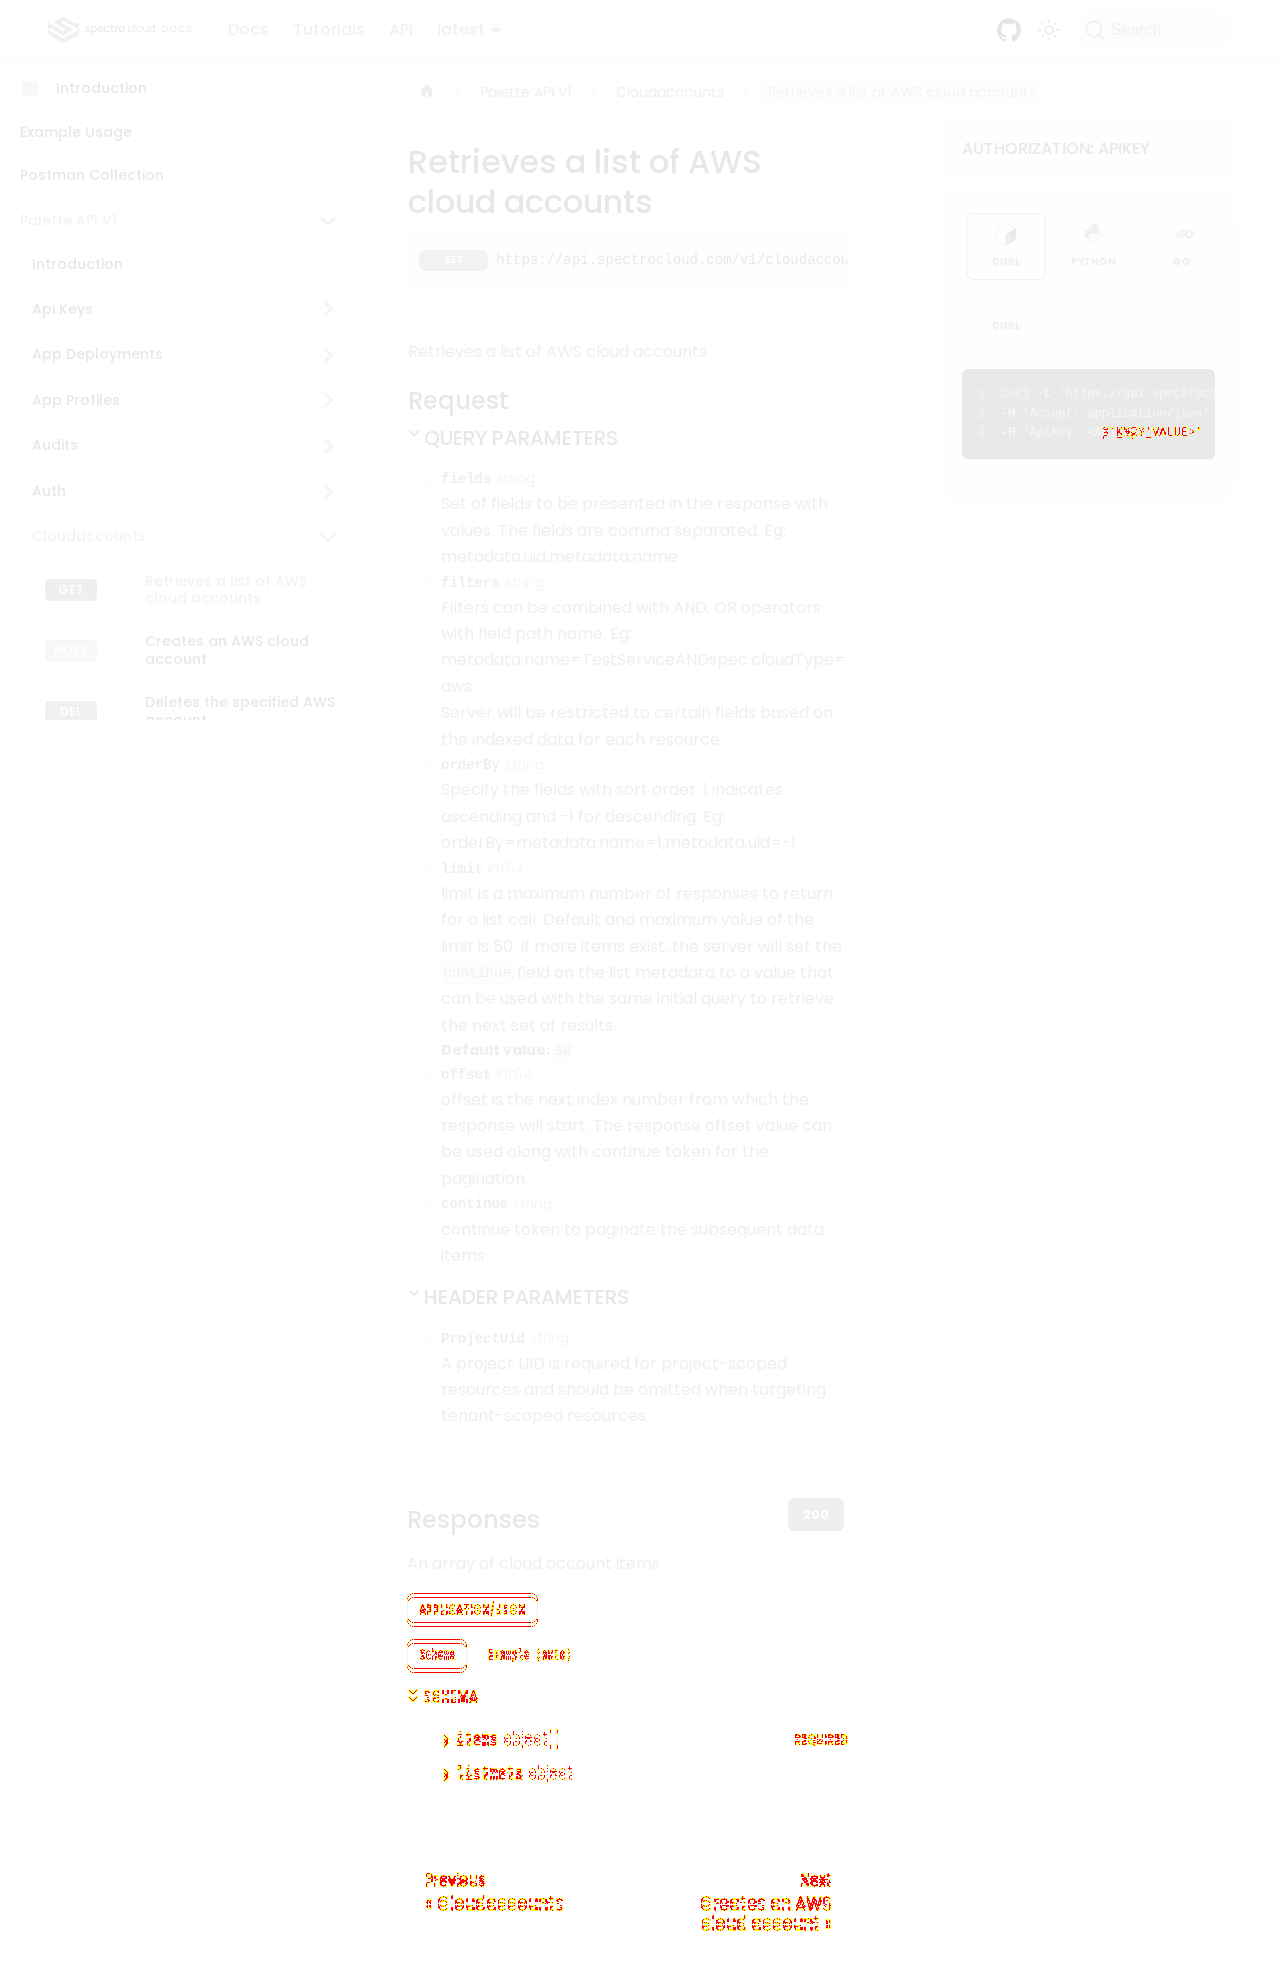 spectro cloud DOCS
Docs
Tutorials
API
latest
Search
Introduction
Example Usage
Postman Collection
Palette API V1
Introduction
Api Keys
App Deployments
App Profiles
Audits
Auth
Cloudaccounts
GET
Retrieves a list of AWS
cloud accounts
POST
Creates an AWS cloud
account
DEL
Deletes the specified AWS
account
Palette API V1
Cloudaccounts
Retrieves a list of AWS cloud accounts
Retrieves a list of AWS
cloud accounts
GET
https://api.spectrocloud.com/v1/cloudaccou
Retrieves a list of AWS cloud accounts
Request
QUERY PARAMETERS
fields string
Set of fields to be presented in the response with
values. The fields are comma separated. Eg:
metadata.uid,metadata.name
filters string
Filters can be combined with AND, OR operators
with field path name. Eg:
metadata.name=TestServiceANDspec.cloudType=
aws
Server will be restricted to certain fields based on
the indexed data for each resource.
orderBy string
Specify the fields with sort order. 1 indicates
ascending and -1 for descending. Eg:
orderBy=metadata.name=1,metadata.uid=-1
limit int64
limit is a maximum number of responses to return
for a list call. Default and maximum value of the
limit is 50. If more items exist, the server will set the
continue field on the list metadata to a value that
can be used with the same initial query to retrieve
the next set of results.
Default value: 50
offset int64
offset is the next index number from which the
response will start. The response offset value can
be used along with continue token for the
pagination.
continue string
continue token to paginate the subsequent data
items
HEADER PARAMETERS
ProjectUid string
A project UID is required for project-scoped
resources and should be omitted when targeting
tenant-scoped resources
Responses
200
An array of cloud account items
APPLICATION/JSON
Schema
Example (auto)
SCHEMA
items object[]
REQUIRED
listmeta object
Previous
« Cloudaccounts
Next
Creates an AWS
cloud account »
AUTHORIZATION: APIKEY
CURL
PYTHON
GO
GO
CURL
1 curl -L 'https://api.spectrocl
2 -H 'Accept: application/json'
3 -H 'ApiKey: VALUE>'